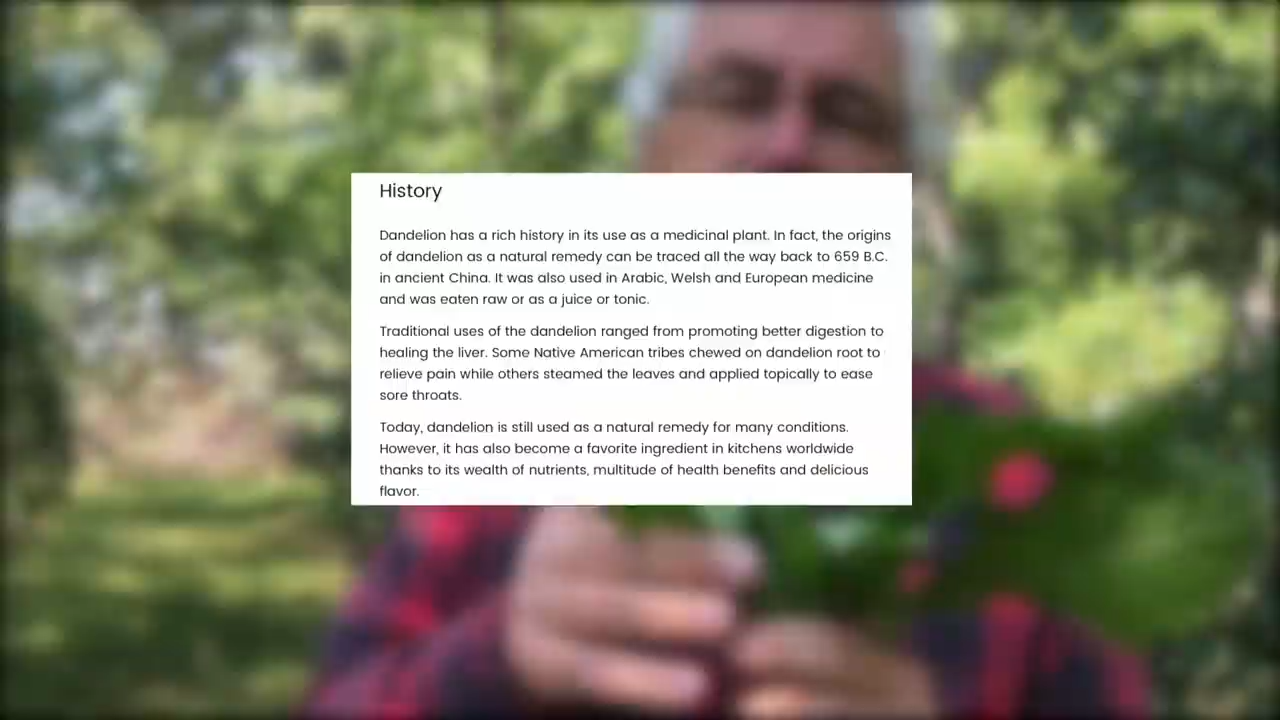 History
Dandelion has a rich history in its use as a medicinal plant. In fact, the origins
of dandelion as a natural remedy can be traced all the way back to 659 B.C.
in ancient China. It was also used in Arabic, Welsh and European medicine
and was eaten raw or as a juice or tonic.
Traditional uses of the dandelion ranged from promoting better digestion to
healing the liver. Some Native American tribes chewed on dandelion root to
relieve pain while others steamed the leaves and applied topically to ease
sore throats.
Today, dandelion is still used as a natural remedy for many conditions.
However, it has also become a favorite ingredient in kitchens worldwide
thanks to its wealth of nutrients, multitude of health benefits and delicious
flavor.